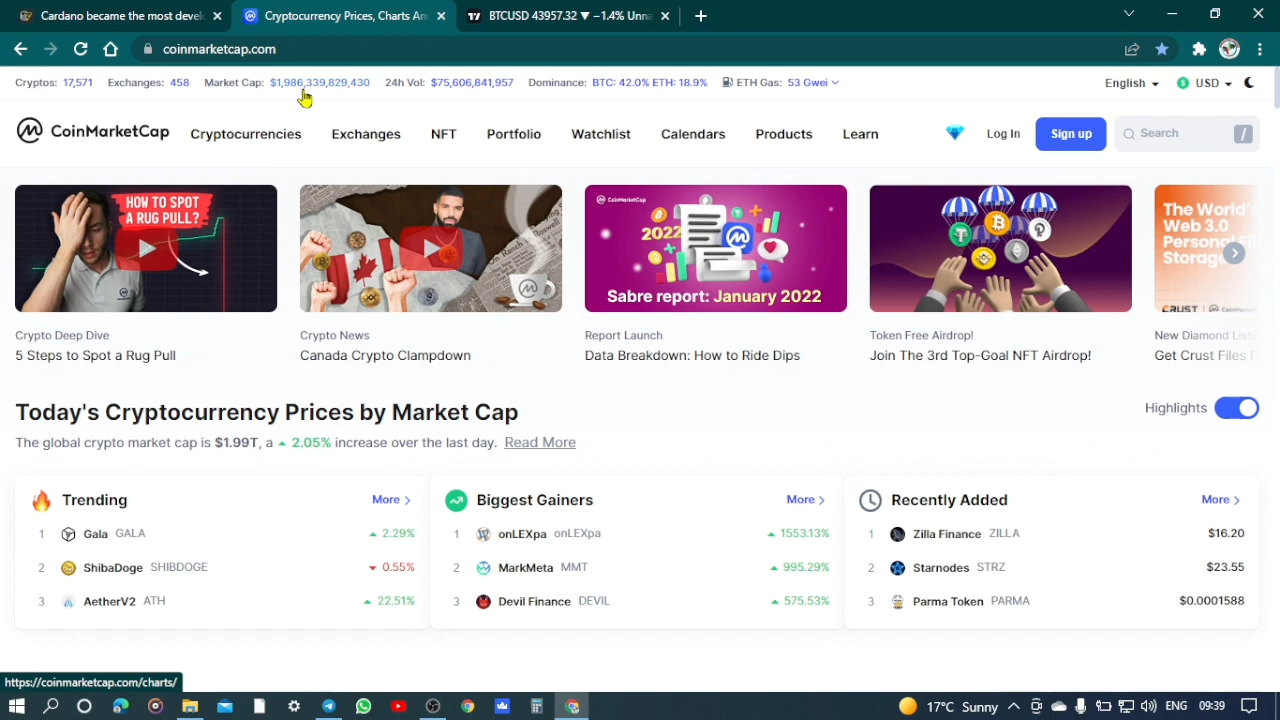 Cardano became the most devel
Cryptocurrency Prices, Charts And
BTCUSD 43957.32 ▼ −1.4% Unna
coinmarketcap.com
Cryptos: 17,571 Exchanges: 458 Market Cap: $1,986,339,829,430 24h Vol: $75,606,841,957 Dominance: BTC: 42.0% ETH: 18.9% ETH Gas: 53 Gwei English USD
CoinMarketCap Cryptocurrencies Exchanges NFT Portfolio Watchlist Calendars Products Learn Log In Sign up Search /
HOW TO SPOT
A RUG PULL?
CoinMarketCap
2022
Sabre report: January 2022
The World's
Web 3.0
Personal Fil
Storage
CRUST
Crypto Deep Dive
5 Steps to Spot a Rug Pull
Crypto News
Canada Crypto Clampdown
Report Launch
Data Breakdown: How to Ride Dips
Token Free Airdrop!
Join The 3rd Top-Goal NFT Airdrop!
New Diamond Listi
Get Crust Files
Today's Cryptocurrency Prices by Market Cap
Highlights
The global crypto market cap is $1.99T, a ▲ 2.05% increase over the last day. Read More
Trending More >
1 Gala GALA ▲ 2.29%
2 ShibaDoge SHIBDOGE ▼ 0.55%
3 AetherV2 ATH ▲ 22.51%
Biggest Gainers More >
1 onLEXpa onLEXpa ▲ 1553.13%
2 MarkMeta MMT ▲ 995.29%
3 Devil Finance DEVIL ▲ 575.53%
Recently Added More >
1 Zilla Finance ZILLA $16.20
2 Starnodes STRZ $23.55
3 Parma Token PARMA $0.0001588
https://coinmarketcap.com/charts/
17°C Sunny ENG 09:39